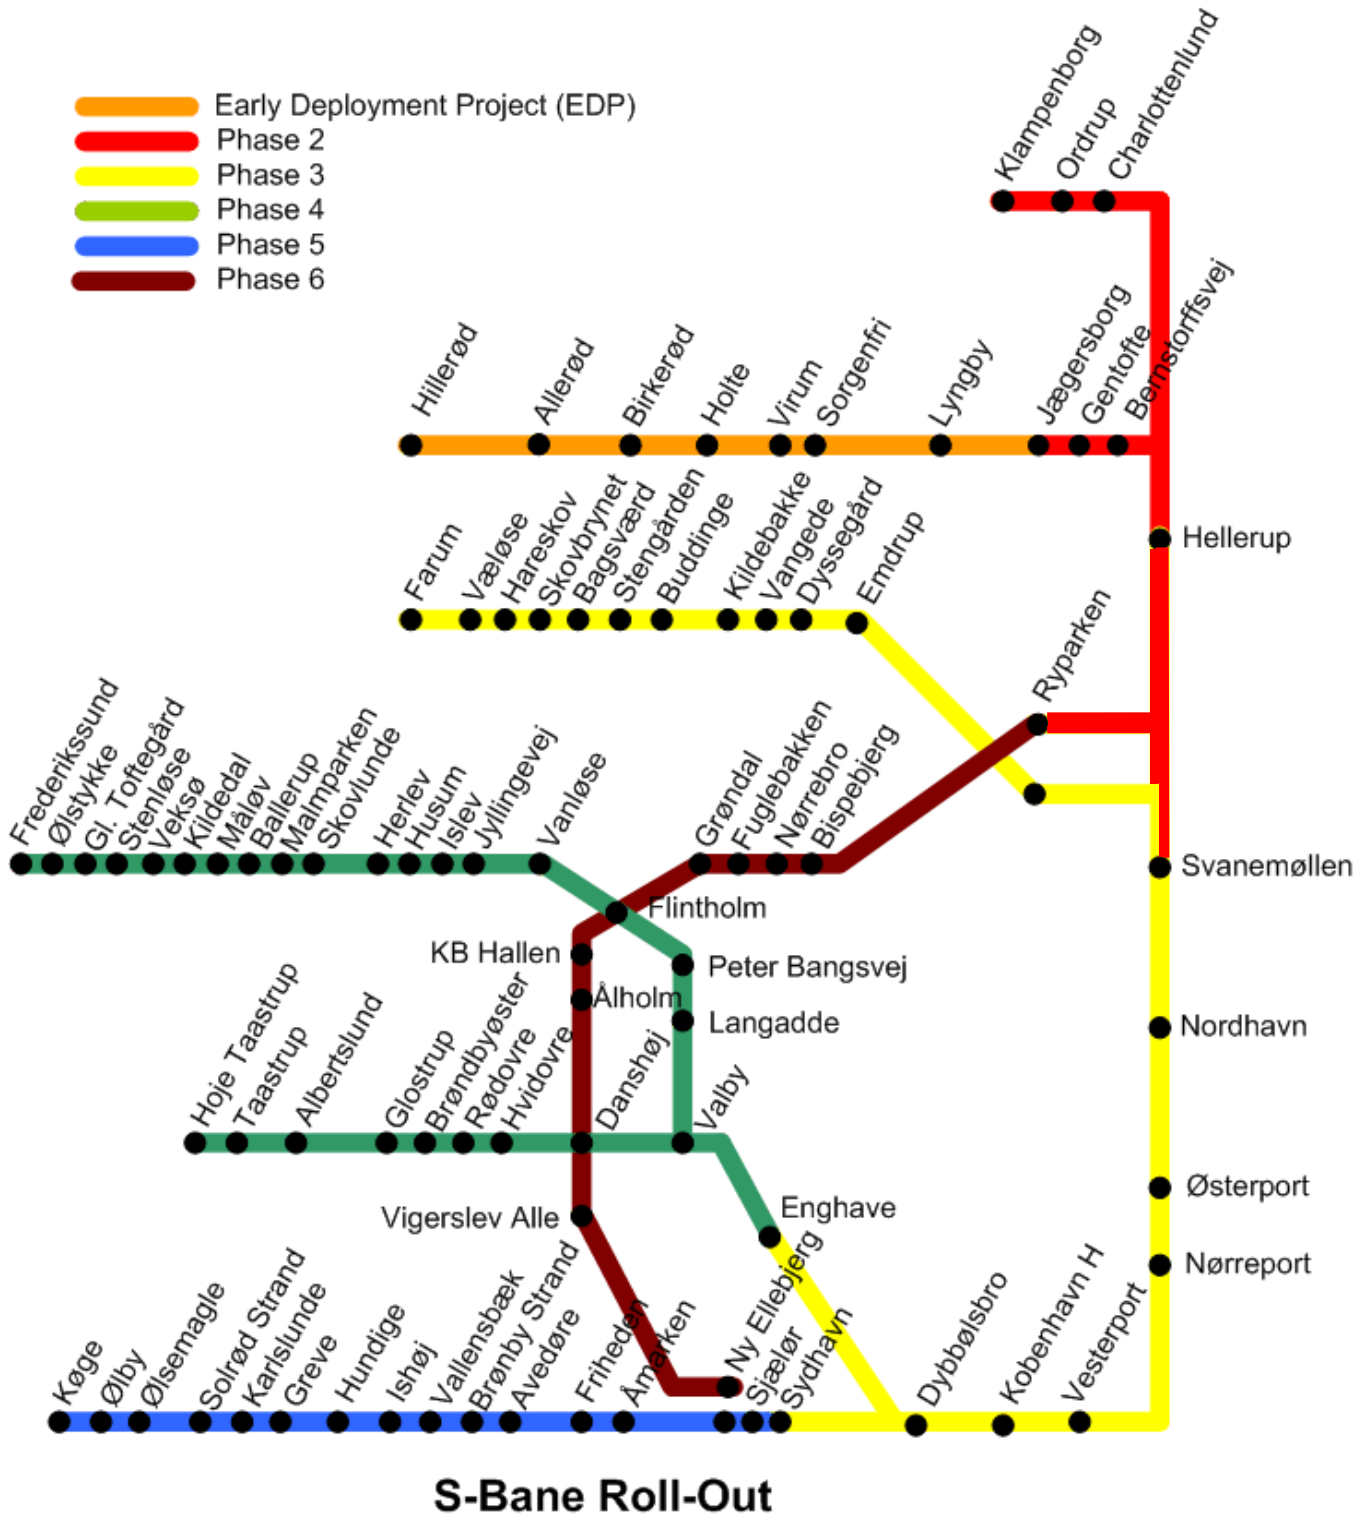 Early Deployment Project (EDP)
Phase 2
Phase 3
Phase 4
Phase 5
Phase 6
Klampenborg
Ordrup
Charlottenlund
Hillerød
Allerød
Birkerød
Holte
Virum
Sorgenfri
Lyngby
Jægersborg
Gentofte
Bernstorffsvej
Hellerup
Farum
Væløse
Hareskov
Skovbrynet
Bagsværd
Stengården
Buddinge
Kildebakke
Vangede
Dyssegård
Emdrup
Ryparken
Frederikssund
Ølstykke
Gl. Toftegård
Stenløse
Veksø
Kildedal
Måløv
Ballerup
Malmparken
Skovlunde
Herlev
Husum
Islev
Jyllingevej
Vanløse
Grøndal
Fuglebakken
Nørrebro
Bispebjerg
Svanemøllen
Flintholm
KB Hallen
Peter Bangsvej
Ålholm
Langadde
Nordhavn
Hoje Taastrup
Taastrup
Albertslund
Glostrup
Brøndbyøster
Rødovre
Hvidovre
Danshøj
Valby
Østerport
Enghave
Vigerslev Alle
Nørreport
Køge
Ølby
Ølsemagle
Solrød Strand
Karlslunde
Greve
Hundige
Ishøj
Vallensbæk
Brønby Strand
Avedøre
Friheden
Åmarken
Ny Ellebjerg
Sjælør
Sydhavn
Dybbølsbro
Kobenhavn H
Vesterport
S-Bane Roll-Out